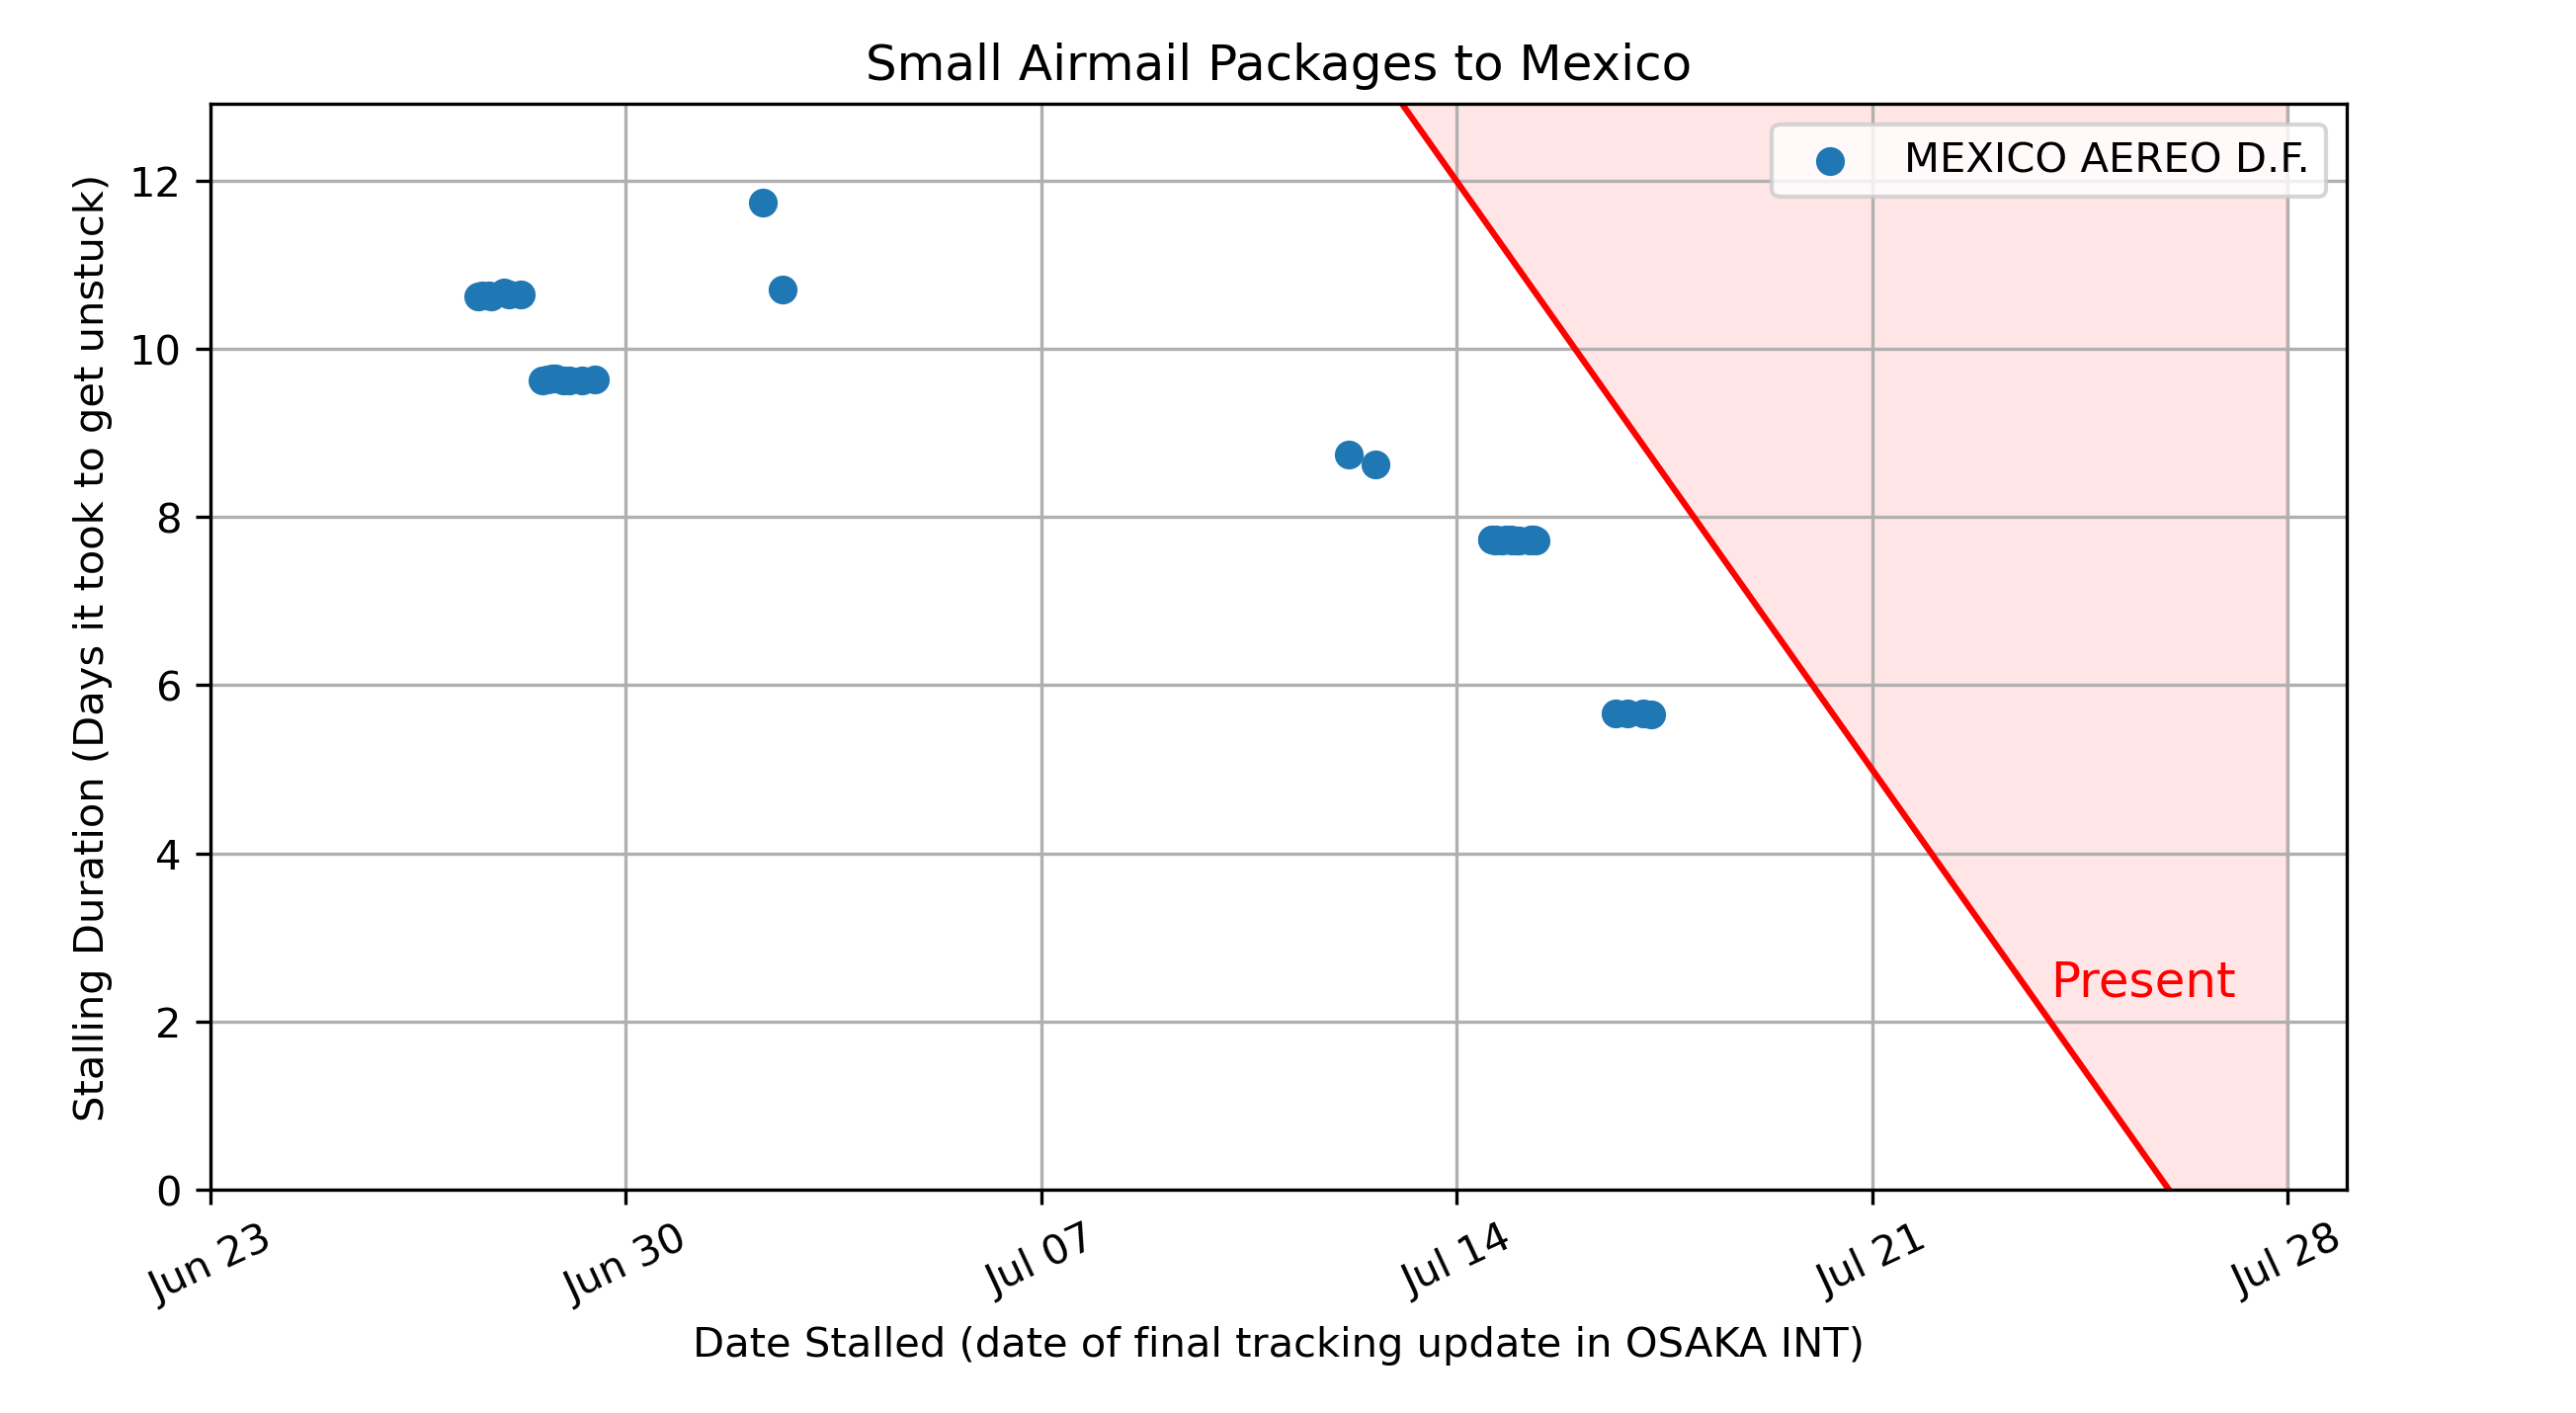 Small Airmail Packages to Mexico
MEXICO AEREO D.F.
Stalling Duration (Days it took to get unstuck)
12
10
8
6
4
2
0
Present
Jun 23
Jun 30
Jul 07
Jul 14
Jul 21
Jul 28
Date Stalled (date of final tracking update in OSAKA INT)